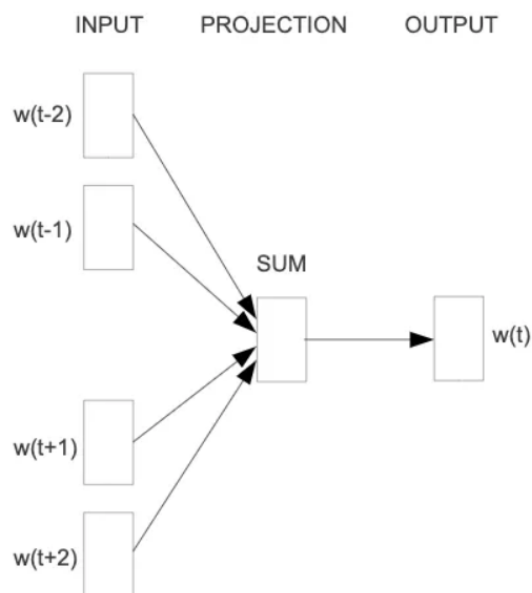 INPUT PROJECTION OUTPUT
w(t-2)
w(t-1)
SUM
w(t)
w(t+1)
w(t+2)